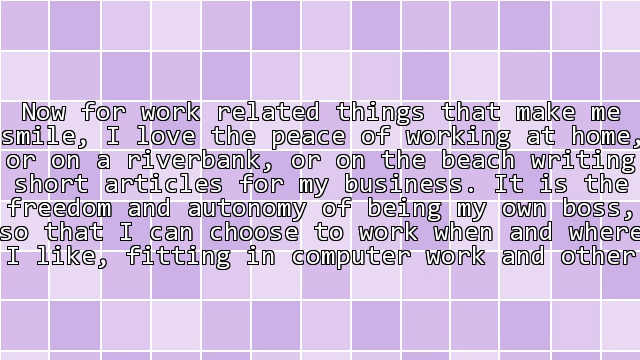 Now for work related things that make me
smile, I love the peace of working at home,
or on a riverbank, or on the beach writing
short articles for my business. It is the
freedom and autonomy of being my own boss,
so that I can choose to work when and where
I like, fitting in computer work and other